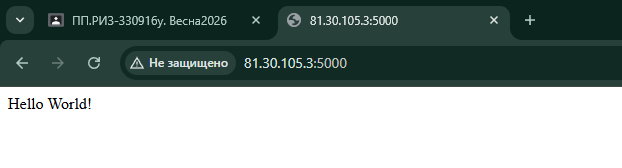 ПП.РИЗ-330916у. Весна2026
81.30.105.3:5000
Не защищено
81.30.105.3:5000
Hello World!